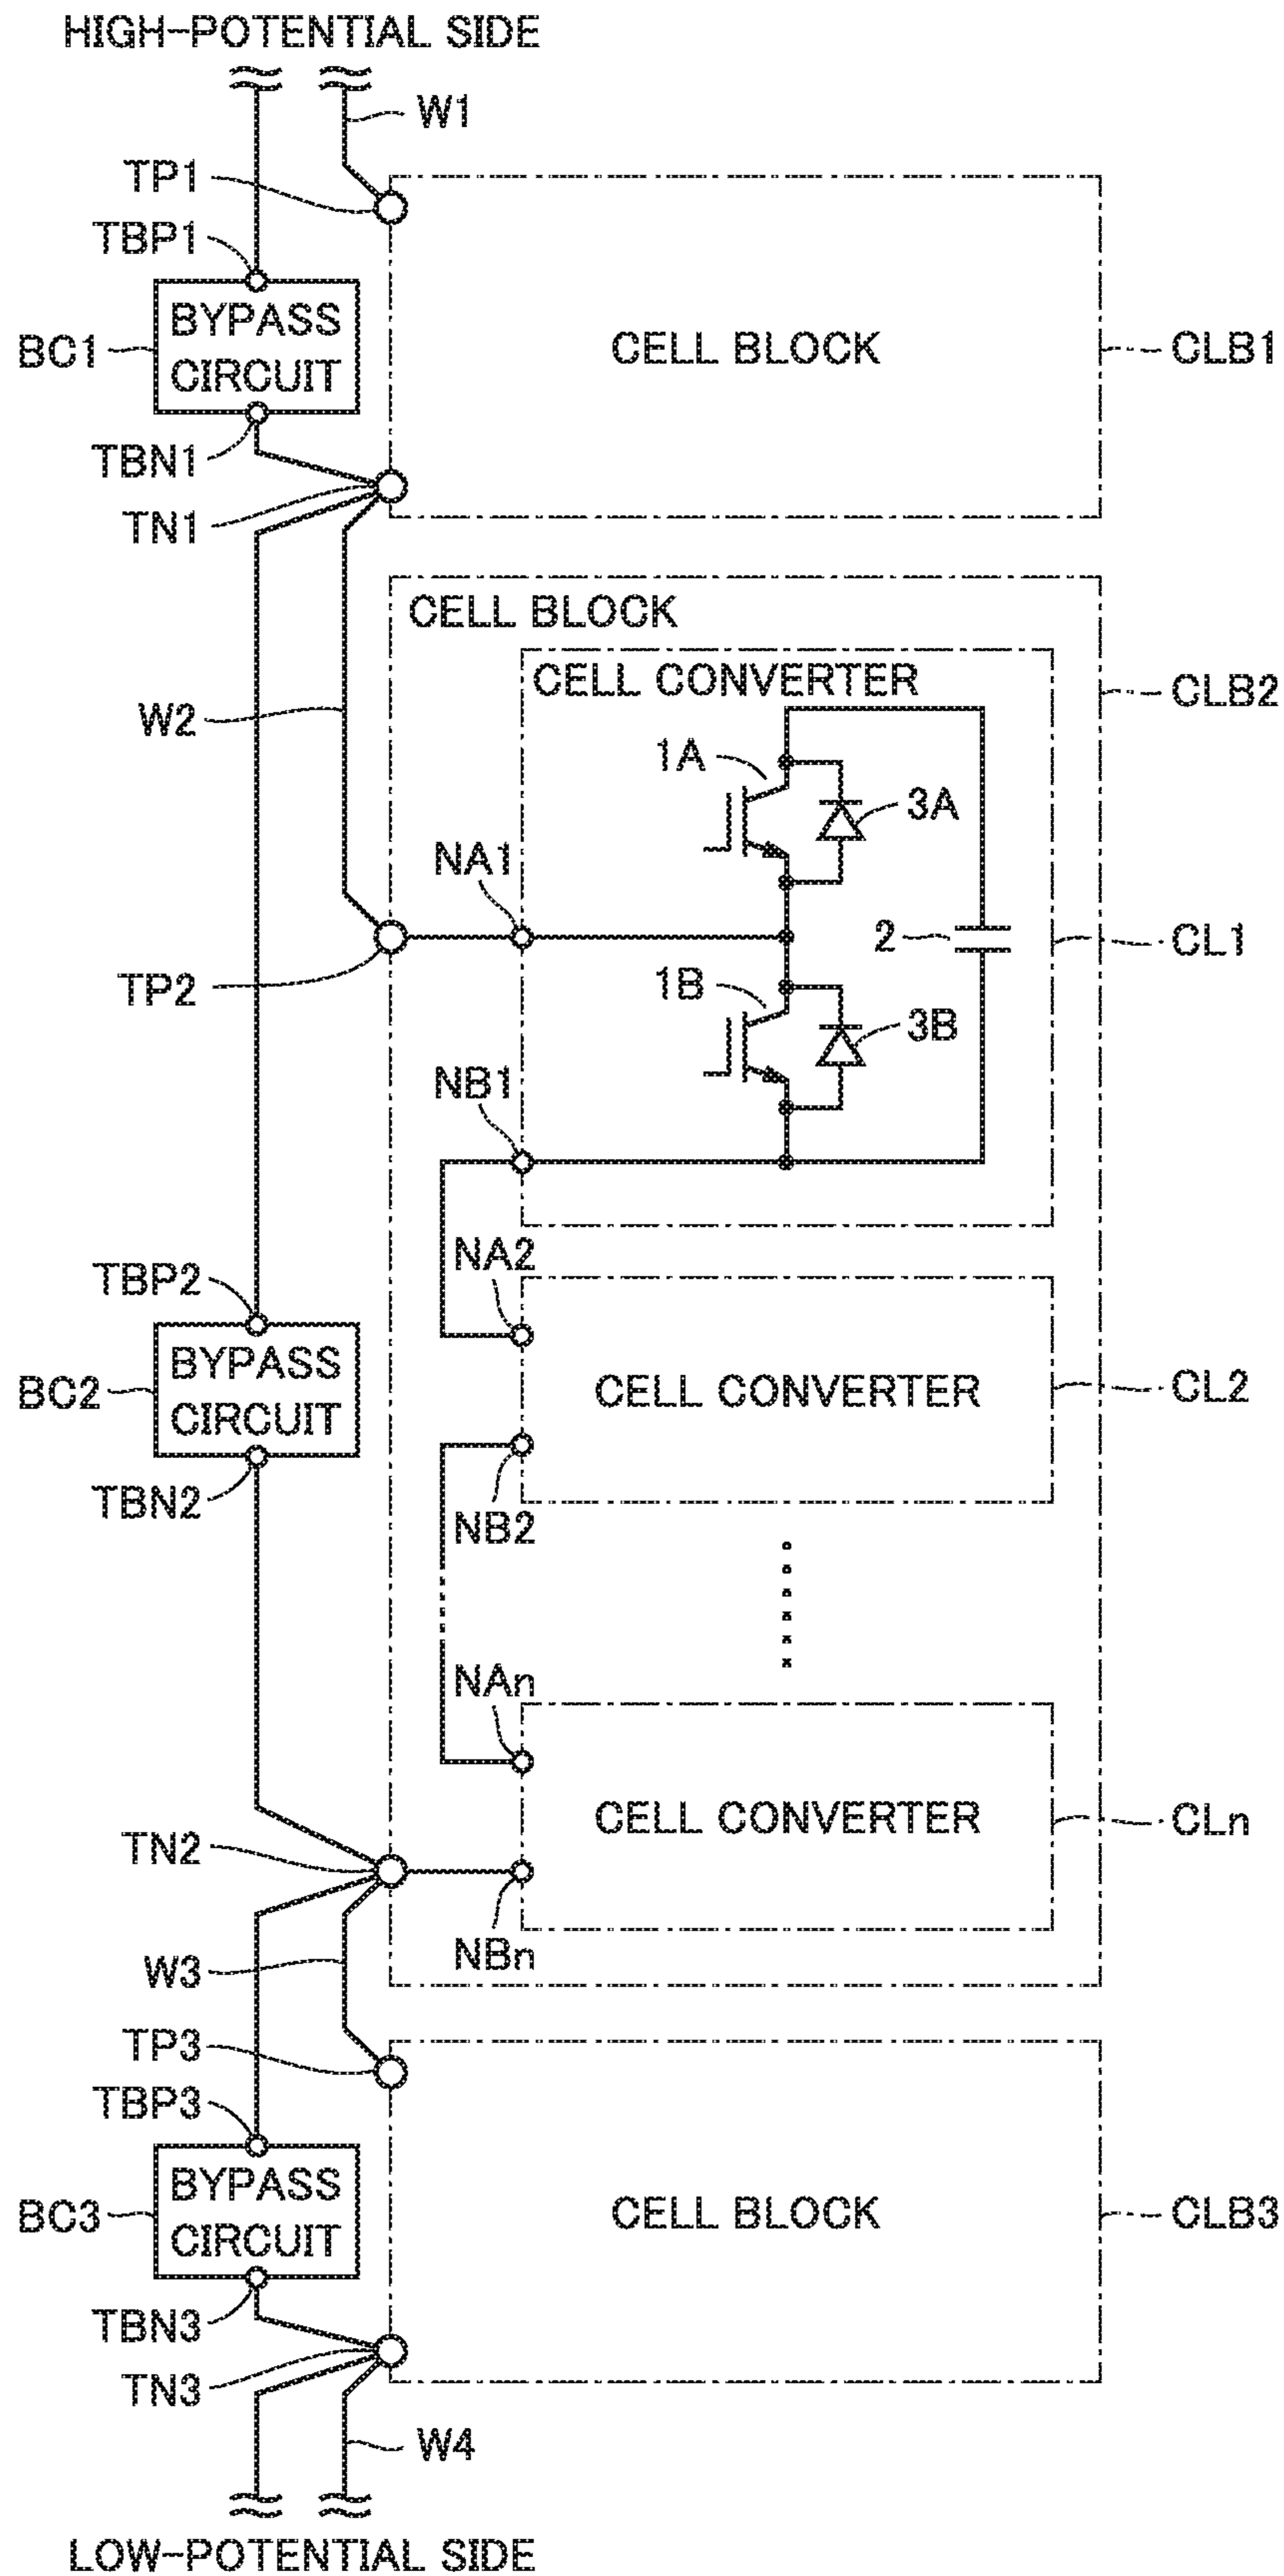 HIGH-POTENTIAL SIDE
W1
TP1
TBP1
BYPASS
CIRCUIT
BC1
CELL BLOCK
CLB1
TBN1
TN1
CELL BLOCK
CELL CONVERTER
CLB2
W2
1A
3A
NA1
2
CL1
TP2
1B
3B
NB1
NA2
TBP2
BYPASS
CIRCUIT
BC2
CELL CONVERTER
CL2
TBN2
NB2
NAn
CELL CONVERTER
CLn
TN2
NBn
W3
TP3
TBP3
BYPASS
CIRCUIT
BC3
CELL BLOCK
CLB3
TBN3
TN3
W4
LOW-POTENTIAL SIDE